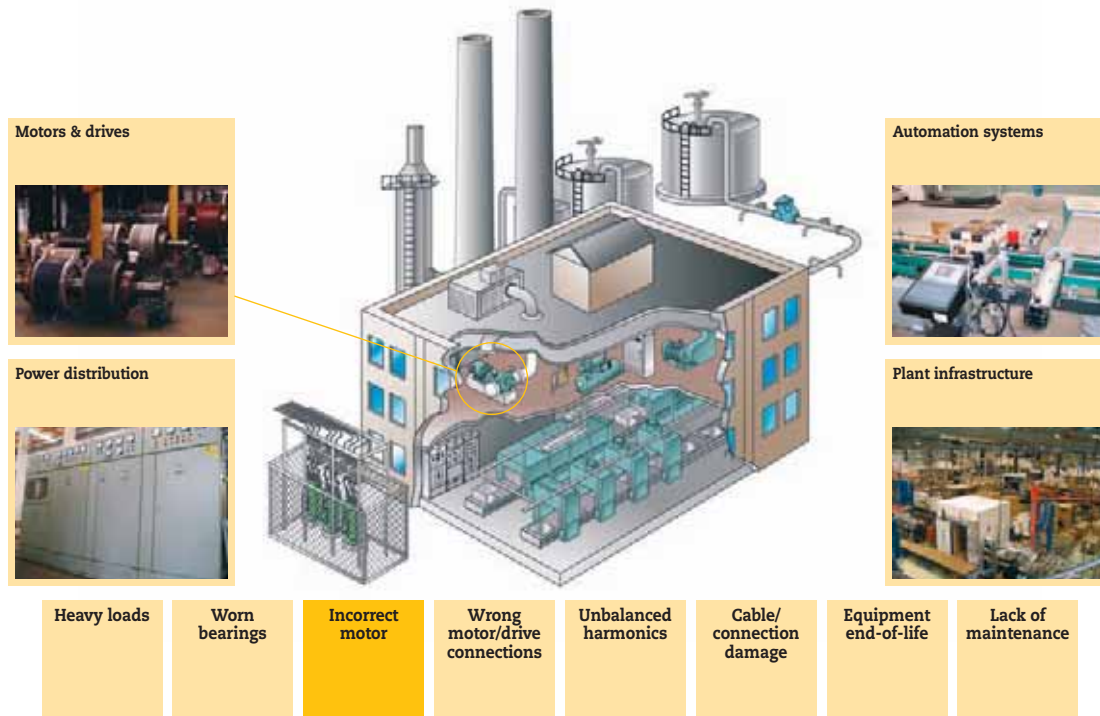 Motors & drives
Automation systems
Power distribution
Plant infrastructure
Heavy loads
Worn
bearings
Incorrect
motor
Wrong
motor/drive
connections
Unbalanced
harmonics
Cable/
connection
damage
Equipment
end-of-life
Lack of
maintenance